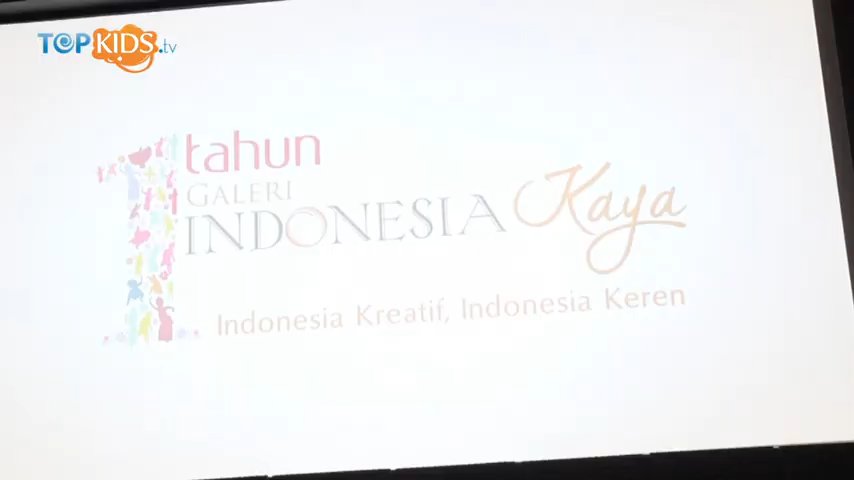 TOPKIDS.tv
1 tahun
GALERI
INDONESIA Kaya
Indonesia Kreatif, Indonesia Keren